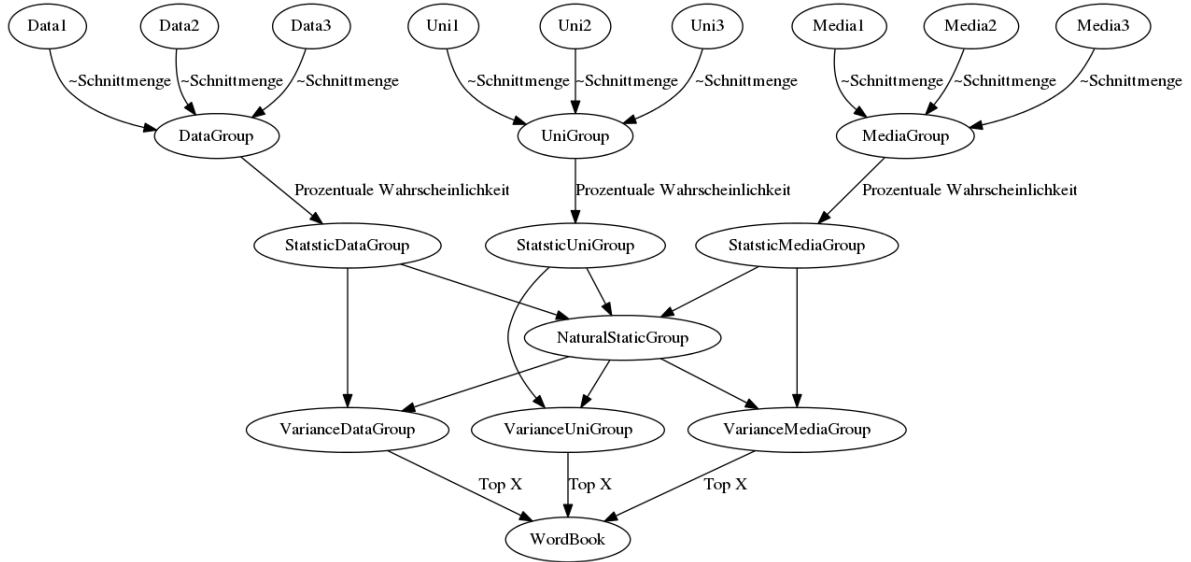 Data1
Data2
Data3
Uni1
Uni2
Uni3
Media1
Media2
Media3
~Schnittmenge
~Schnittmenge
~Schnittmenge
~Schnittmenge
~Schnittmenge
~Schnittmenge
~Schnittmenge
~Schnittmenge
~Schnittmenge
DataGroup
UniGroup
MediaGroup
Prozentuale Wahrscheinlichkeit
Prozentuale Wahrscheinlichkeit
Prozentuale Wahrscheinlichkeit
StatsticDataGroup
StatsticUniGroup
StatsticMediaGroup
NaturalStaticGroup
VarianceDataGroup
VarianceUniGroup
VarianceMediaGroup
Top X
Top X
Top X
WordBook